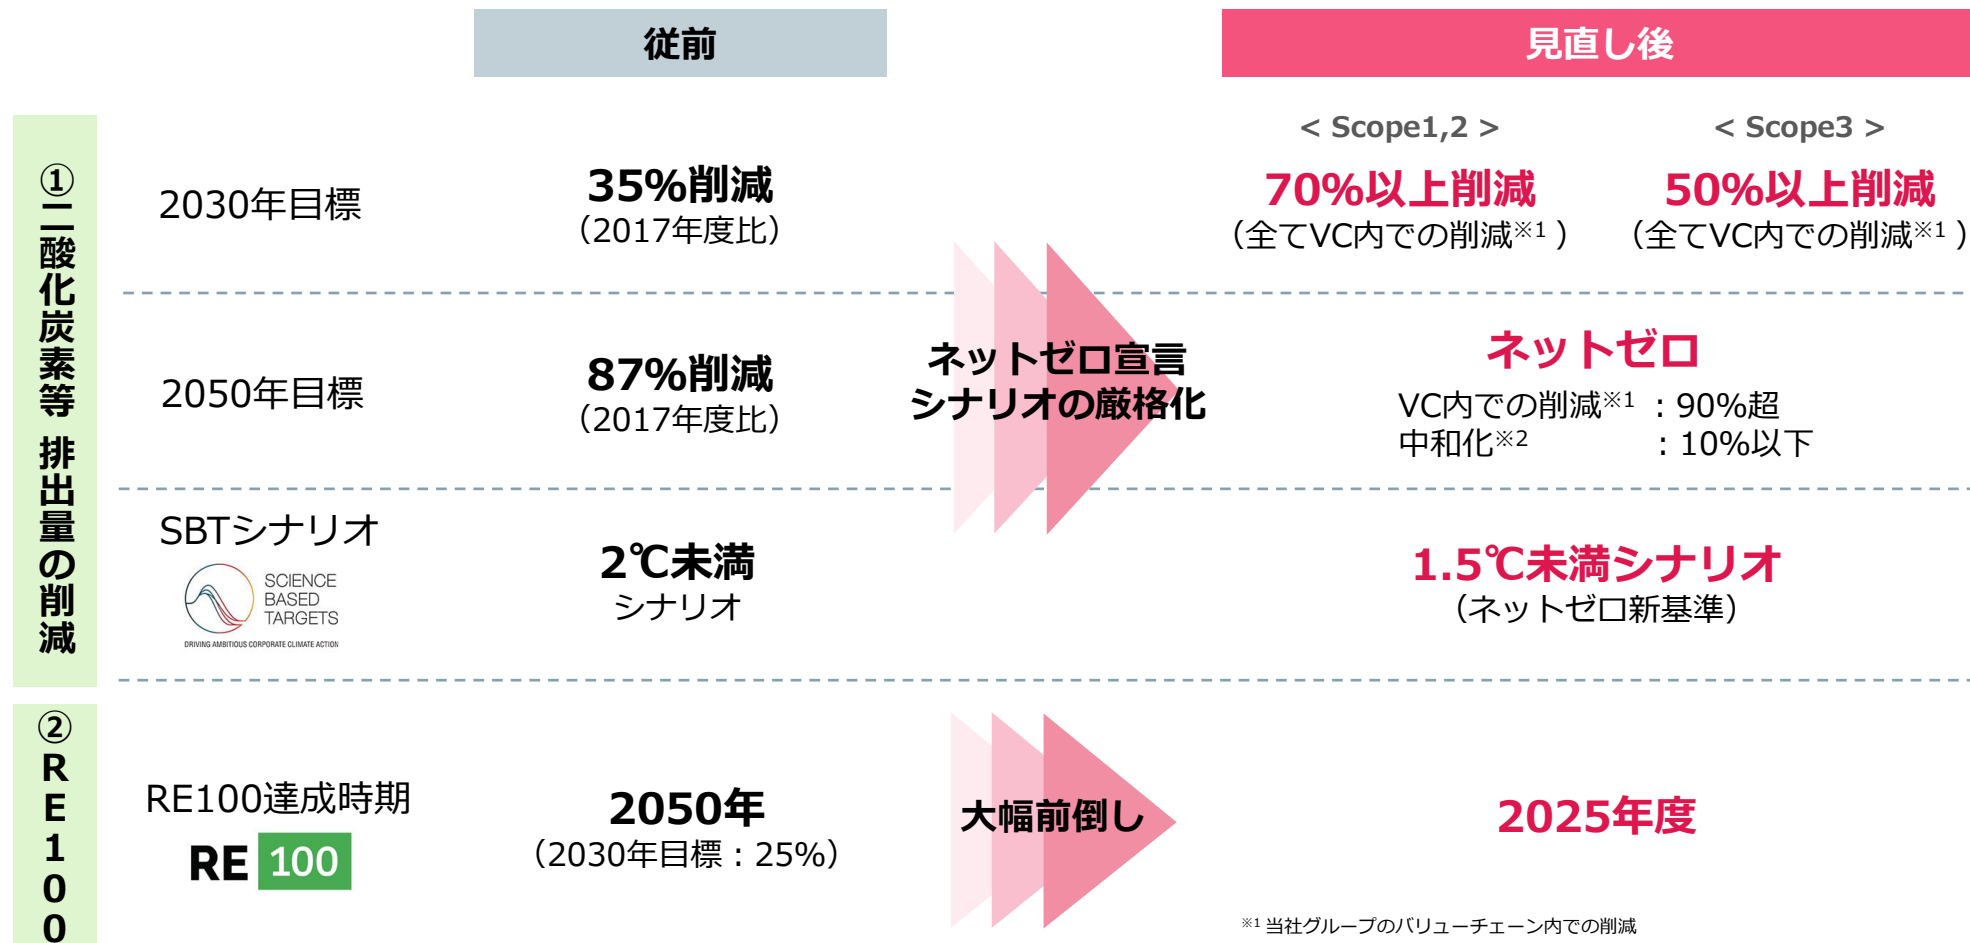 従前
見直し後
①二酸化炭素等 排出量の削減
< Scope1,2 >
< Scope3 >
2030年目標
35%削減
（2017年度比）
70%以上削減
（全てVC内での削減※1 ）
50%以上削減
（全てVC内での削減※1 ）
2050年目標
87%削減
（2017年度比）
ネットゼロ宣言
シナリオの厳格化
ネットゼロ
VC内での削減※1 ：90%超
中和化※2 ：10%以下
SBTシナリオ
SCIENCE
BASED
TARGETS
DRIVING AMBITIOUS CORPORATE CLIMATE ACTION
2℃未満
シナリオ
1.5℃未満シナリオ
（ネットゼロ新基準）
②RE100
RE100達成時期
RE 100
2050年
（2030年目標：25%）
大幅前倒し
2025年度
※1 当社グループのバリューチェーン内での削減